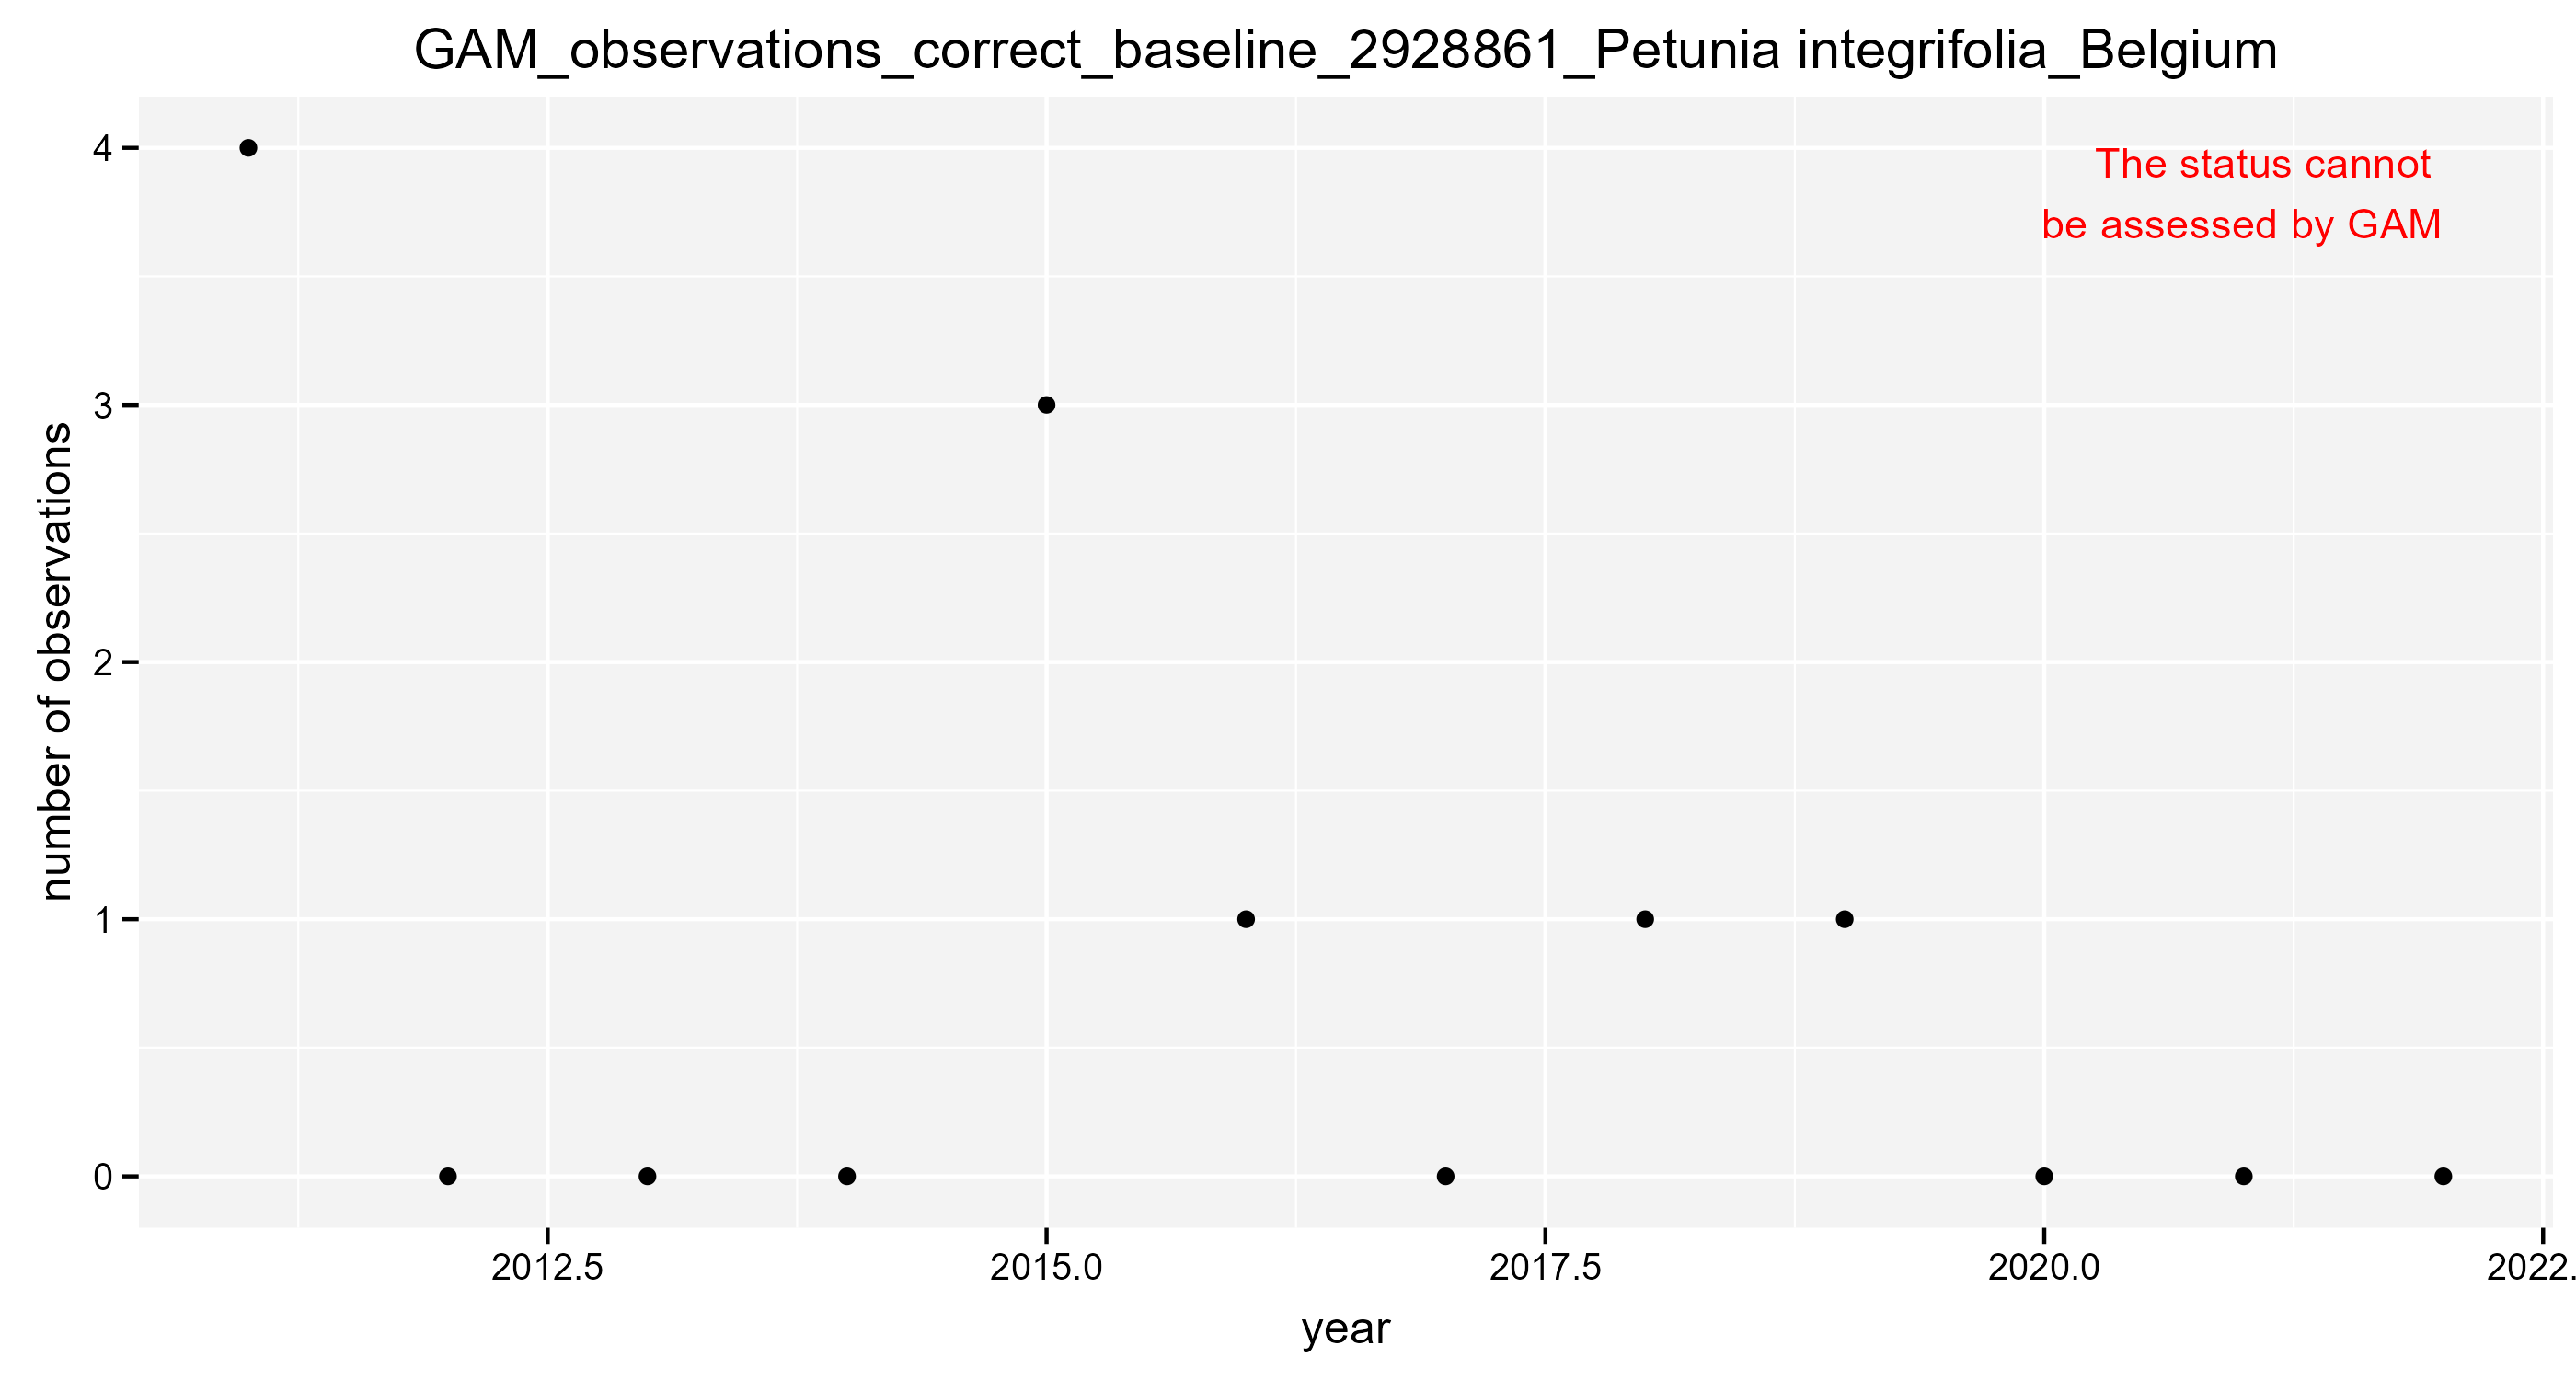 GAM_observations_correct_baseline_2928861_Petunia integrifolia_Belgium
The status cannot
be assessed by GAM
number of observations
4
3
2
1
0
2012.5 2015.0 2017.5 2020.0 2022.
year